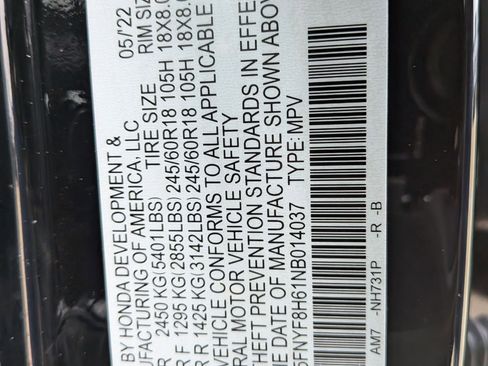 BY HONDA DEVELOPMENT & 05/22
FACTURING OF AMERICA, LLC
R 2450 KG(5401LBS) TIRE SIZE RIM SIZE
R F 1295 KG(2855LBS) 245/60R18 105H 18X8.0
R R 1425 KG(3142LBS) 245/60R18 105H 18X8.0
VEHICLE CONFORMS TO ALL APPLICABLE
RAL MOTOR VEHICLE SAFETY
THEFT PREVENTION STANDARDS IN EFFE
E DATE OF MANUFACTURE SHOWN ABOV
5FNYF8H61NB014037 TYPE: MPV
AM7 -NH731P -R -B